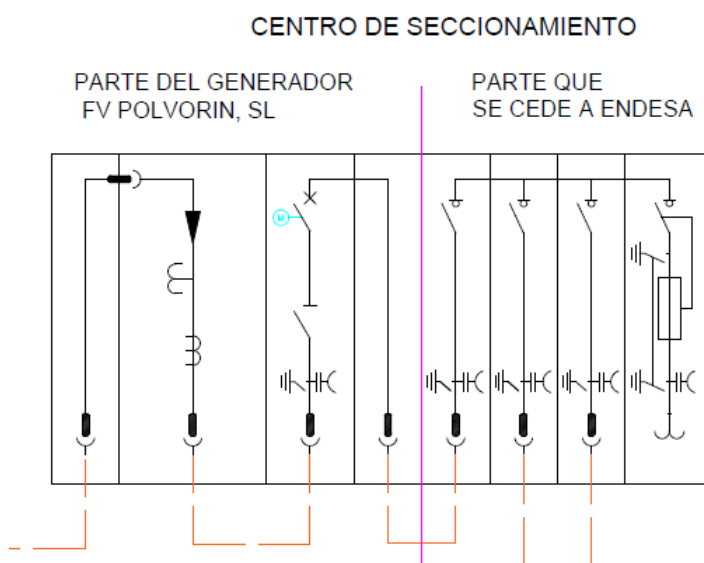 CENTRO DE SECCIONAMIENTO
PARTE DEL GENERADOR
FV POLVORIN, SL
PARTE QUE
SE CEDE A ENDESA
M